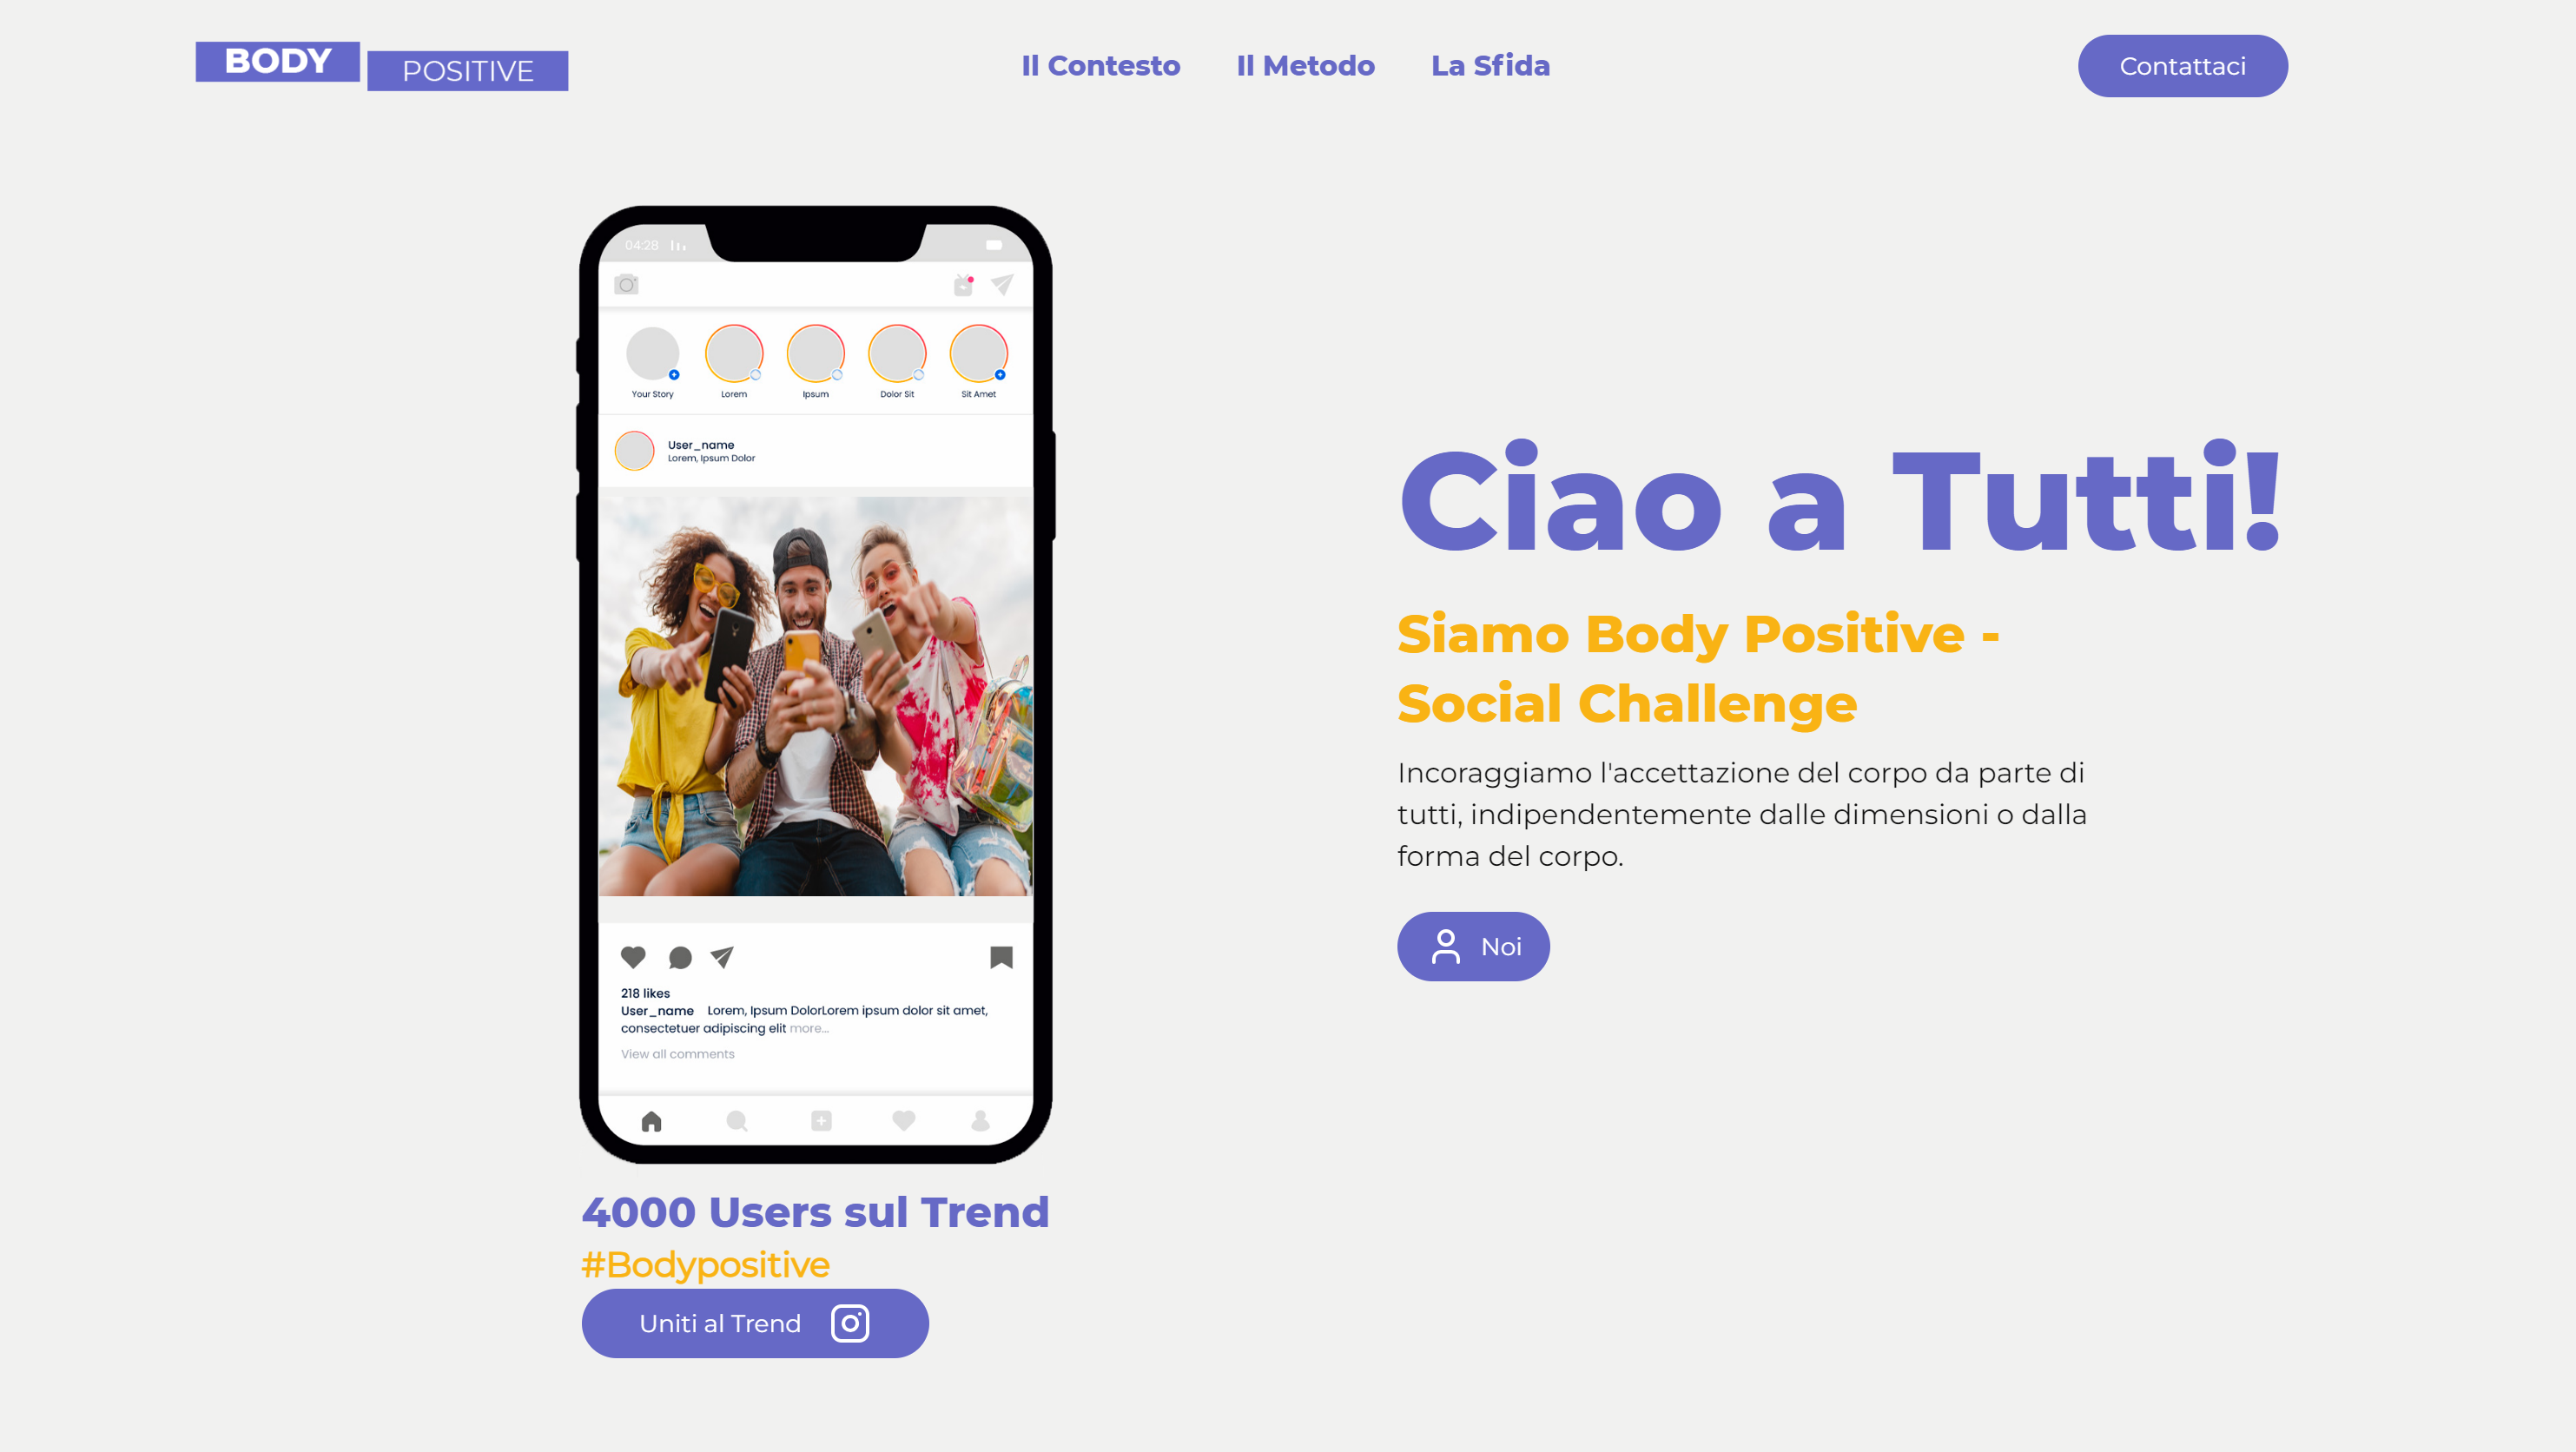 BODY
POSITIVE
Il Contesto
Il Metodo
La Sfida
Contattaci
04:28
Your Story
Lorem
Ipsum
Dolor Sit
Sit Amet
User_name
Lorem, Ipsum Dolor
218 likes
User_name Lorem, Ipsum DolorLorem ipsum dolor sit amet,
consectetuer adipiscing elit more...
View all comments
4000 Users sul Trend
#Bodypositive
Uniti al Trend
Ciao a Tutti!
Siamo Body Positive -
Social Challenge
Incoraggiamo l'accettazione del corpo da parte di
tutti, indipendentemente dalle dimensioni o dalla
forma del corpo.
Noi